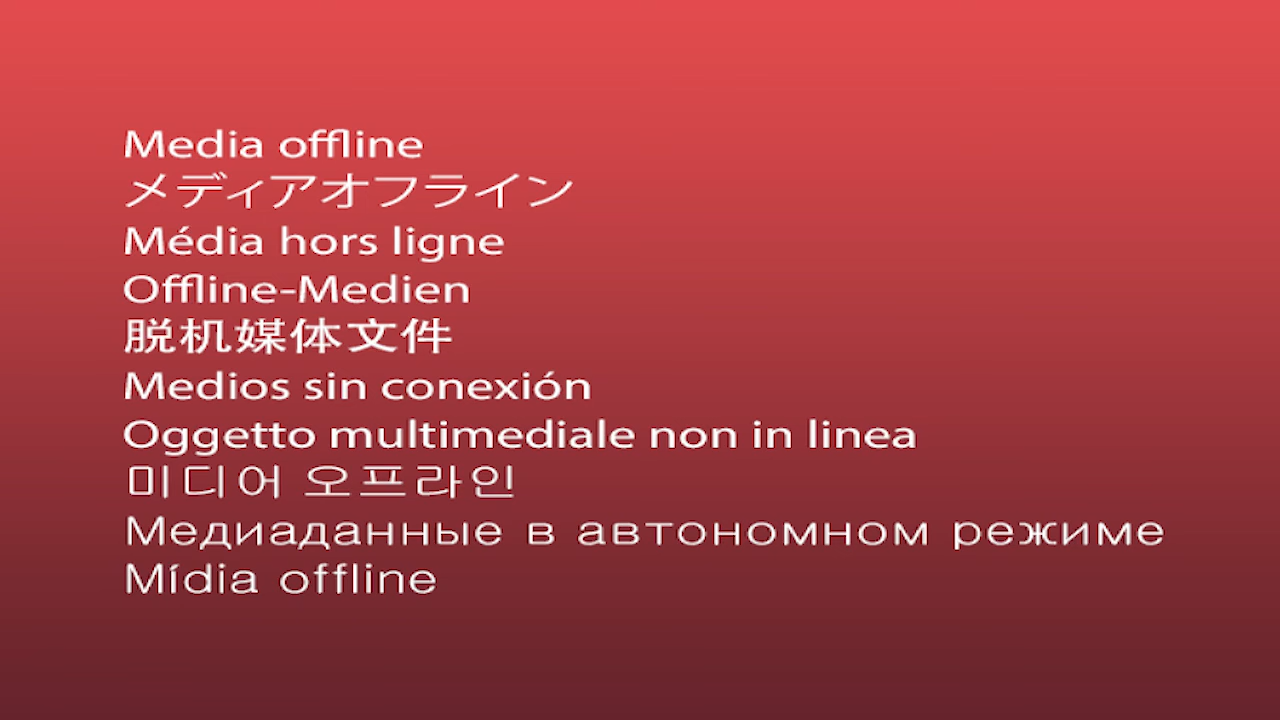 Media offline
メディアオフライン
Média hors ligne
Offline-Medien
脱机媒体文件
Medios sin conexión
Oggetto multimediale non in linea
미디어 오프라인
Медиаданные в автономном режиме
Mídia offline